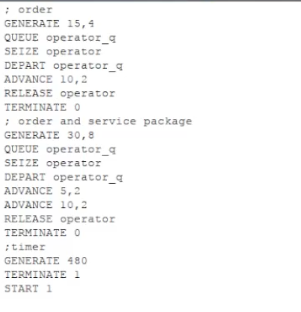 ; order
GENERATE 15,4
QUEUE operator_q
SEIZE operator
DEPART operator_q
ADVANCE 10,2
RELEASE operator
TERMINATE 0
; order and service package
GENERATE 30,8
QUEUE operator_q
SEIZE operator
DEPART operator_q
ADVANCE 5,2
ADVANCE 10,2
RELEASE operator
TERMINATE 0
;timer
GENERATE 480
TERMINATE 1
START 1